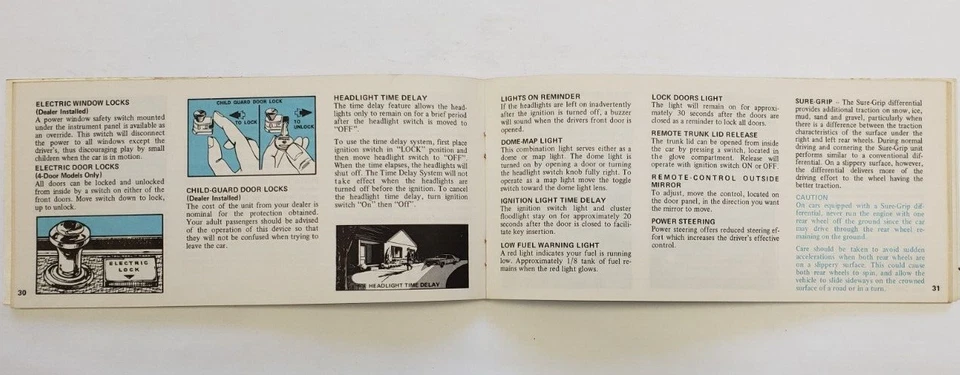 ELECTRIC WINDOW LOCKS
(Dealer Installed)
A power window safety switch mounted
under the instrument panel is available as
an override. This switch will disconnect
the power to all windows except the
driver's, thus discouraging play by small
children when the car is in motion.
ELECTRIC DOOR LOCKS
(4-Door Models Only)
All doors can be locked and unlocked
from inside by a switch on either of the
front doors. Move switch down to lock,
up to unlock.
ELECTRIC
LOCK
30
CHILD GUARD DOOR LOCK
TO LOCK
TO
UNLOCK
CHILD-GUARD DOOR LOCKS
(Dealer Installed)
The cost of the unit from your dealer is
nominal for the protection obtained.
Your adult passengers should be advised
of the operation of this device so that
they will not be confused when trying to
leave the car.
HEADLIGHT TIME DELAY
The time delay feature allows the head-
lights only to remain on for a brief period
after the headlight switch is moved to
"OFF".
To use the time delay system, first place
ignition switch in "LOCK" position and
then move headlight switch to "OFF".
When the time elapses, the headlights will
shut off. The Time Delay System will not
take effect when the headlights are
turned off before the ignition. To cancel
the headlight time delay, turn ignition
switch "On" then "Off".
HEADLIGHT TIME DELAY
LIGHTS ON REMINDER
If the headlights are left on inadvertently
after the ignition is turned off, a buzzer
will sound when the drivers front door is
opened.
DOME-MAP LIGHT
This combination light serves either as a
dome or map light. The dome light is
turned on by opening a door or turning
the headlight switch knob fully right. To
operate as a map light move the toggle
switch toward the dome light lens.
IGNITION LIGHT TIME DELAY
The ignition switch light and cluster
floodlight stay on for approximately 20
seconds after the door is closed to facili-
tate key insertion.
LOW FUEL WARNING LIGHT
A red light indicates your fuel is running
low. Approximately 1/8 tank of fuel re-
mains when the red light glows.
LOCK DOORS LIGHT
The light will remain on for approxi-
mately 30 seconds after the doors are
closed as a reminder to lock all doors.
REMOTE TRUNK LID RELEASE
The trunk lid can be opened from inside
the car by pressing a switch, located in
the glove compartment. Release will
operate with ignition switch ON or OFF
REMOTE-CONTROL OUTSIDE
MIRROR
To adjust, move the control, located on
the door panel, in the direction you want
the mirror to move.
POWER STEERING
Power steering offers reduced steering ef-
fort which increases the driver's effective
control.
SURE-GRIP – The Sure-Grip differential
provides additional traction on snow, ice,
mud, sand and gravel, particularly when
there is a difference between the traction
characteristics of the surface under the
right and left rear wheels. During normal
driving and cornering the Sure-Grip unit
performs similar to a conventional dif-
ferential. On a slippery surface, however,
the differential delivers more of the
driving effort to the wheel having the
better traction.
CAUTION
On cars equipped with a Sure-Grip dif-
ferential, never run the engine with one
rear wheel off the ground since the car
may drive through the rear wheel re-
maining on the ground.
Care should be taken to avoid sudden
accelerations when both rear wheels are
on a slippery surface. This could cause
both rear wheels to spin, and allow the
vehicle to slide sideways on the crowned
surface of a road or in a turn.
31